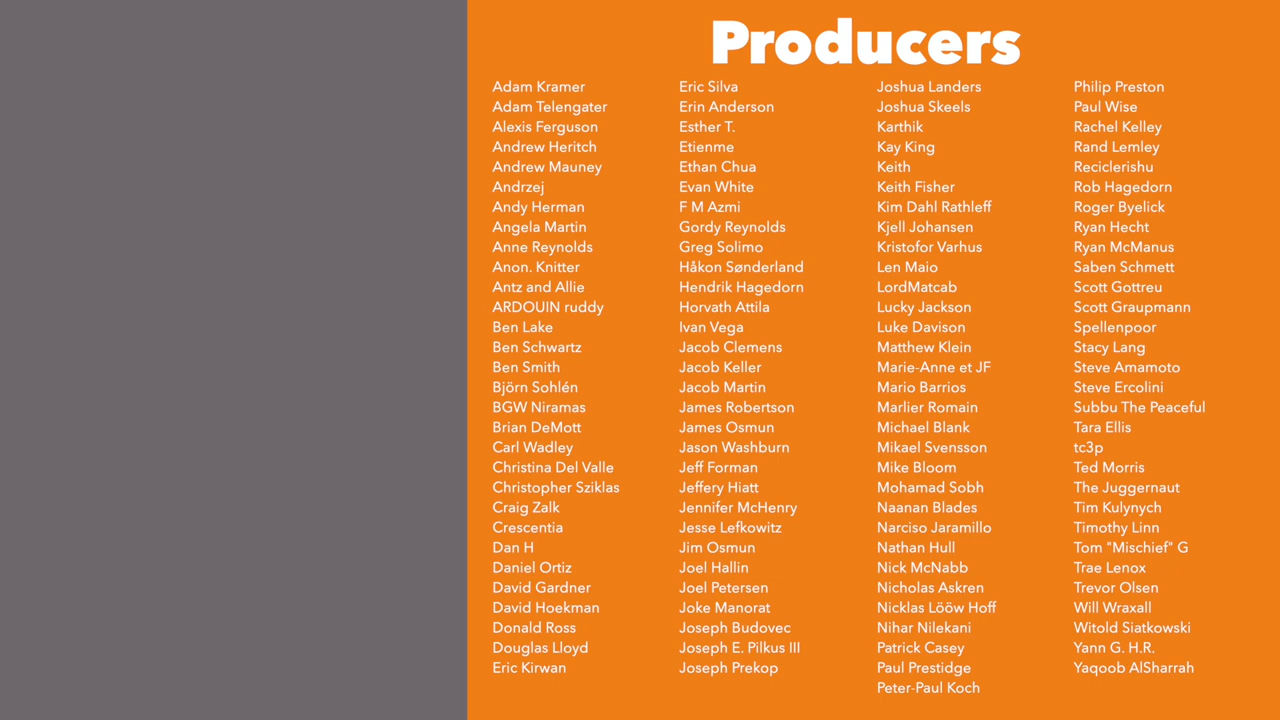 Producers
Adam Kramer
Adam Telengater
Alexis Ferguson
Andrew Heritch
Andrew Mauney
Andrzej
Andy Herman
Angela Martin
Anne Reynolds
Anon. Knitter
Antz and Allie
ARDOUIN ruddy
Ben Lake
Ben Schwartz
Ben Smith
Björn Sohlén
BGW Niramas
Brian DeMott
Carl Wadley
Christina Del Valle
Christopher Sziklas
Craig Zalk
Crescentia
Dan H
Daniel Ortiz
David Gardner
David Hoekman
Donald Ross
Douglas Lloyd
Eric Kirwan
Eric Silva
Erin Anderson
Esther T.
Etienme
Ethan Chua
Evan White
F M Azmi
Gordy Reynolds
Greg Solimo
Håkon Sønderland
Hendrik Hagedorn
Horvath Attila
Ivan Vega
Jacob Clemens
Jacob Keller
Jacob Martin
James Robertson
James Osmun
Jason Washburn
Jeff Forman
Jeffery Hiatt
Jennifer McHenry
Jesse Lefkowitz
Jim Osmun
Joel Hallin
Joel Petersen
Joke Manorat
Joseph Budovec
Joseph E. Pilkus III
Joseph Prekop
Joshua Landers
Joshua Skeels
Karthik
Kay King
Keith
Keith Fisher
Kim Dahl Rathleff
Kjell Johansen
Kristofor Varhus
Len Maio
LordMatcab
Lucky Jackson
Luke Davison
Matthew Klein
Marie-Anne et JF
Mario Barrios
Marlier Romain
Michael Blank
Mikael Svensson
Mike Bloom
Mohamad Sobh
Naanan Blades
Narciso Jaramillo
Nathan Hull
Nick McNabb
Nicholas Askren
Nicklas Lööw Hoff
Nihar Nilekani
Patrick Casey
Paul Prestidge
Peter-Paul Koch
Philip Preston
Paul Wise
Rachel Kelley
Rand Lemley
Reciclerishu
Rob Hagedorn
Roger Byelick
Ryan Hecht
Ryan McManus
Saben Schmett
Scott Gottreu
Scott Graupmann
Spellenpoor
Stacy Lang
Steve Amamoto
Steve Ercolini
Subbu The Peaceful
Tara Ellis
tc3p
Ted Morris
The Juggernaut
Tim Kulynych
Timothy Linn
Tom "Mischief" G
Trae Lenox
Trevor Olsen
Will Wraxall
Witold Siatkowski
Yann G. H.R.
Yaqoob AlSharrah